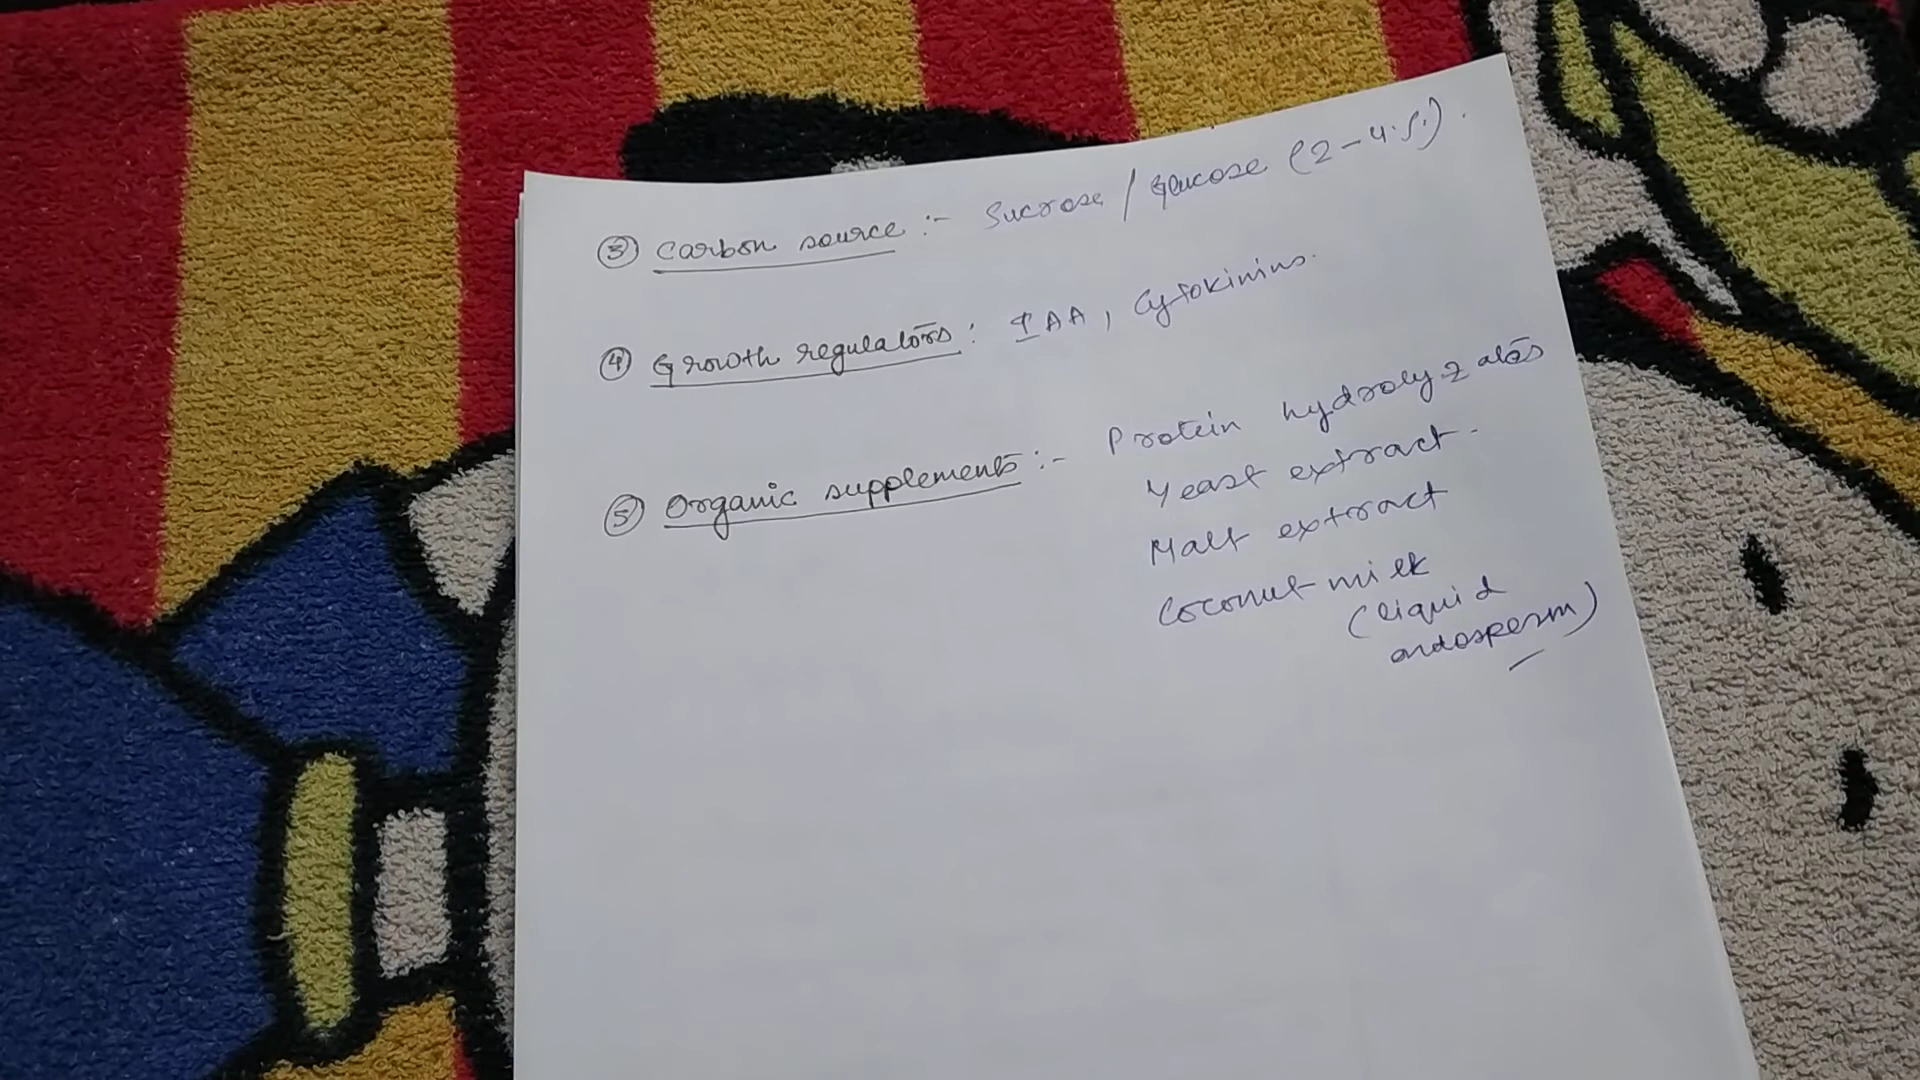 ③ Carbon source :- Sucrose / Glucose (2-4%).
④ Growth regulators : IAA, Cytokinins.
⑤ Organic supplements :- Protein hydrolyzates
Yeast extract.
Malt extract
Coconut milk
(liquid
endosperm)